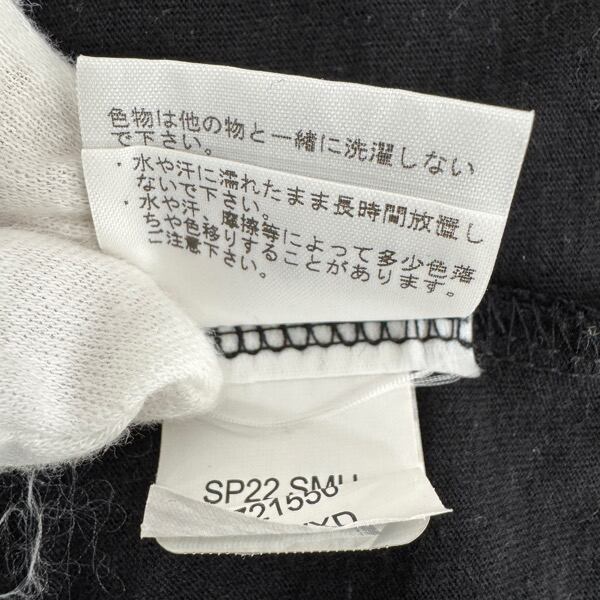 色物は他の物と一緒に洗濯しない
で下さい。
・水や汗に濡れたまま長時間放置し
ないで下さい。
・水や汗、摩擦等によって多少色落
ちや色移りすることがあります。
ご注意下さい。
SP22 SMU
721558